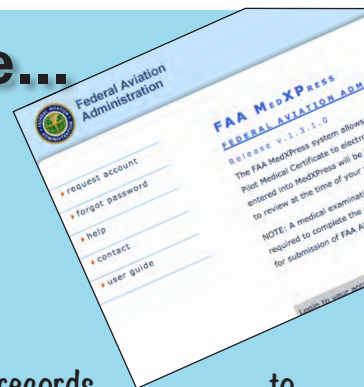 e...
Federal Aviation
Administration
request account
forgot password
help
contact
user guide
FAA MEDXPRESS
FEDERAL AVIATION ADM
Release v.1.3.1.0
The FAA MedXPress system allows
Pilot Medical Certificate to electro
entered into MedXPress will be
to review at the time of your
NOTE: A medical examinati
required to complete the
for submission of FAA
Login to your acco
records to